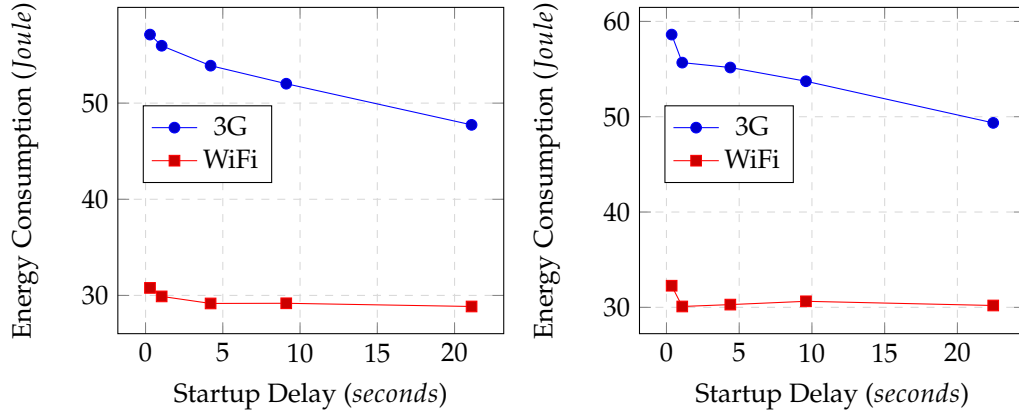 Energy Consumption (Joule)
50
40
30
3G
WiFi
0 5 10 15 20
Startup Delay (seconds)
Energy Consumption (Joule)
60
50
40
30
3G
WiFi
0 5 10 15 20
Startup Delay (seconds)